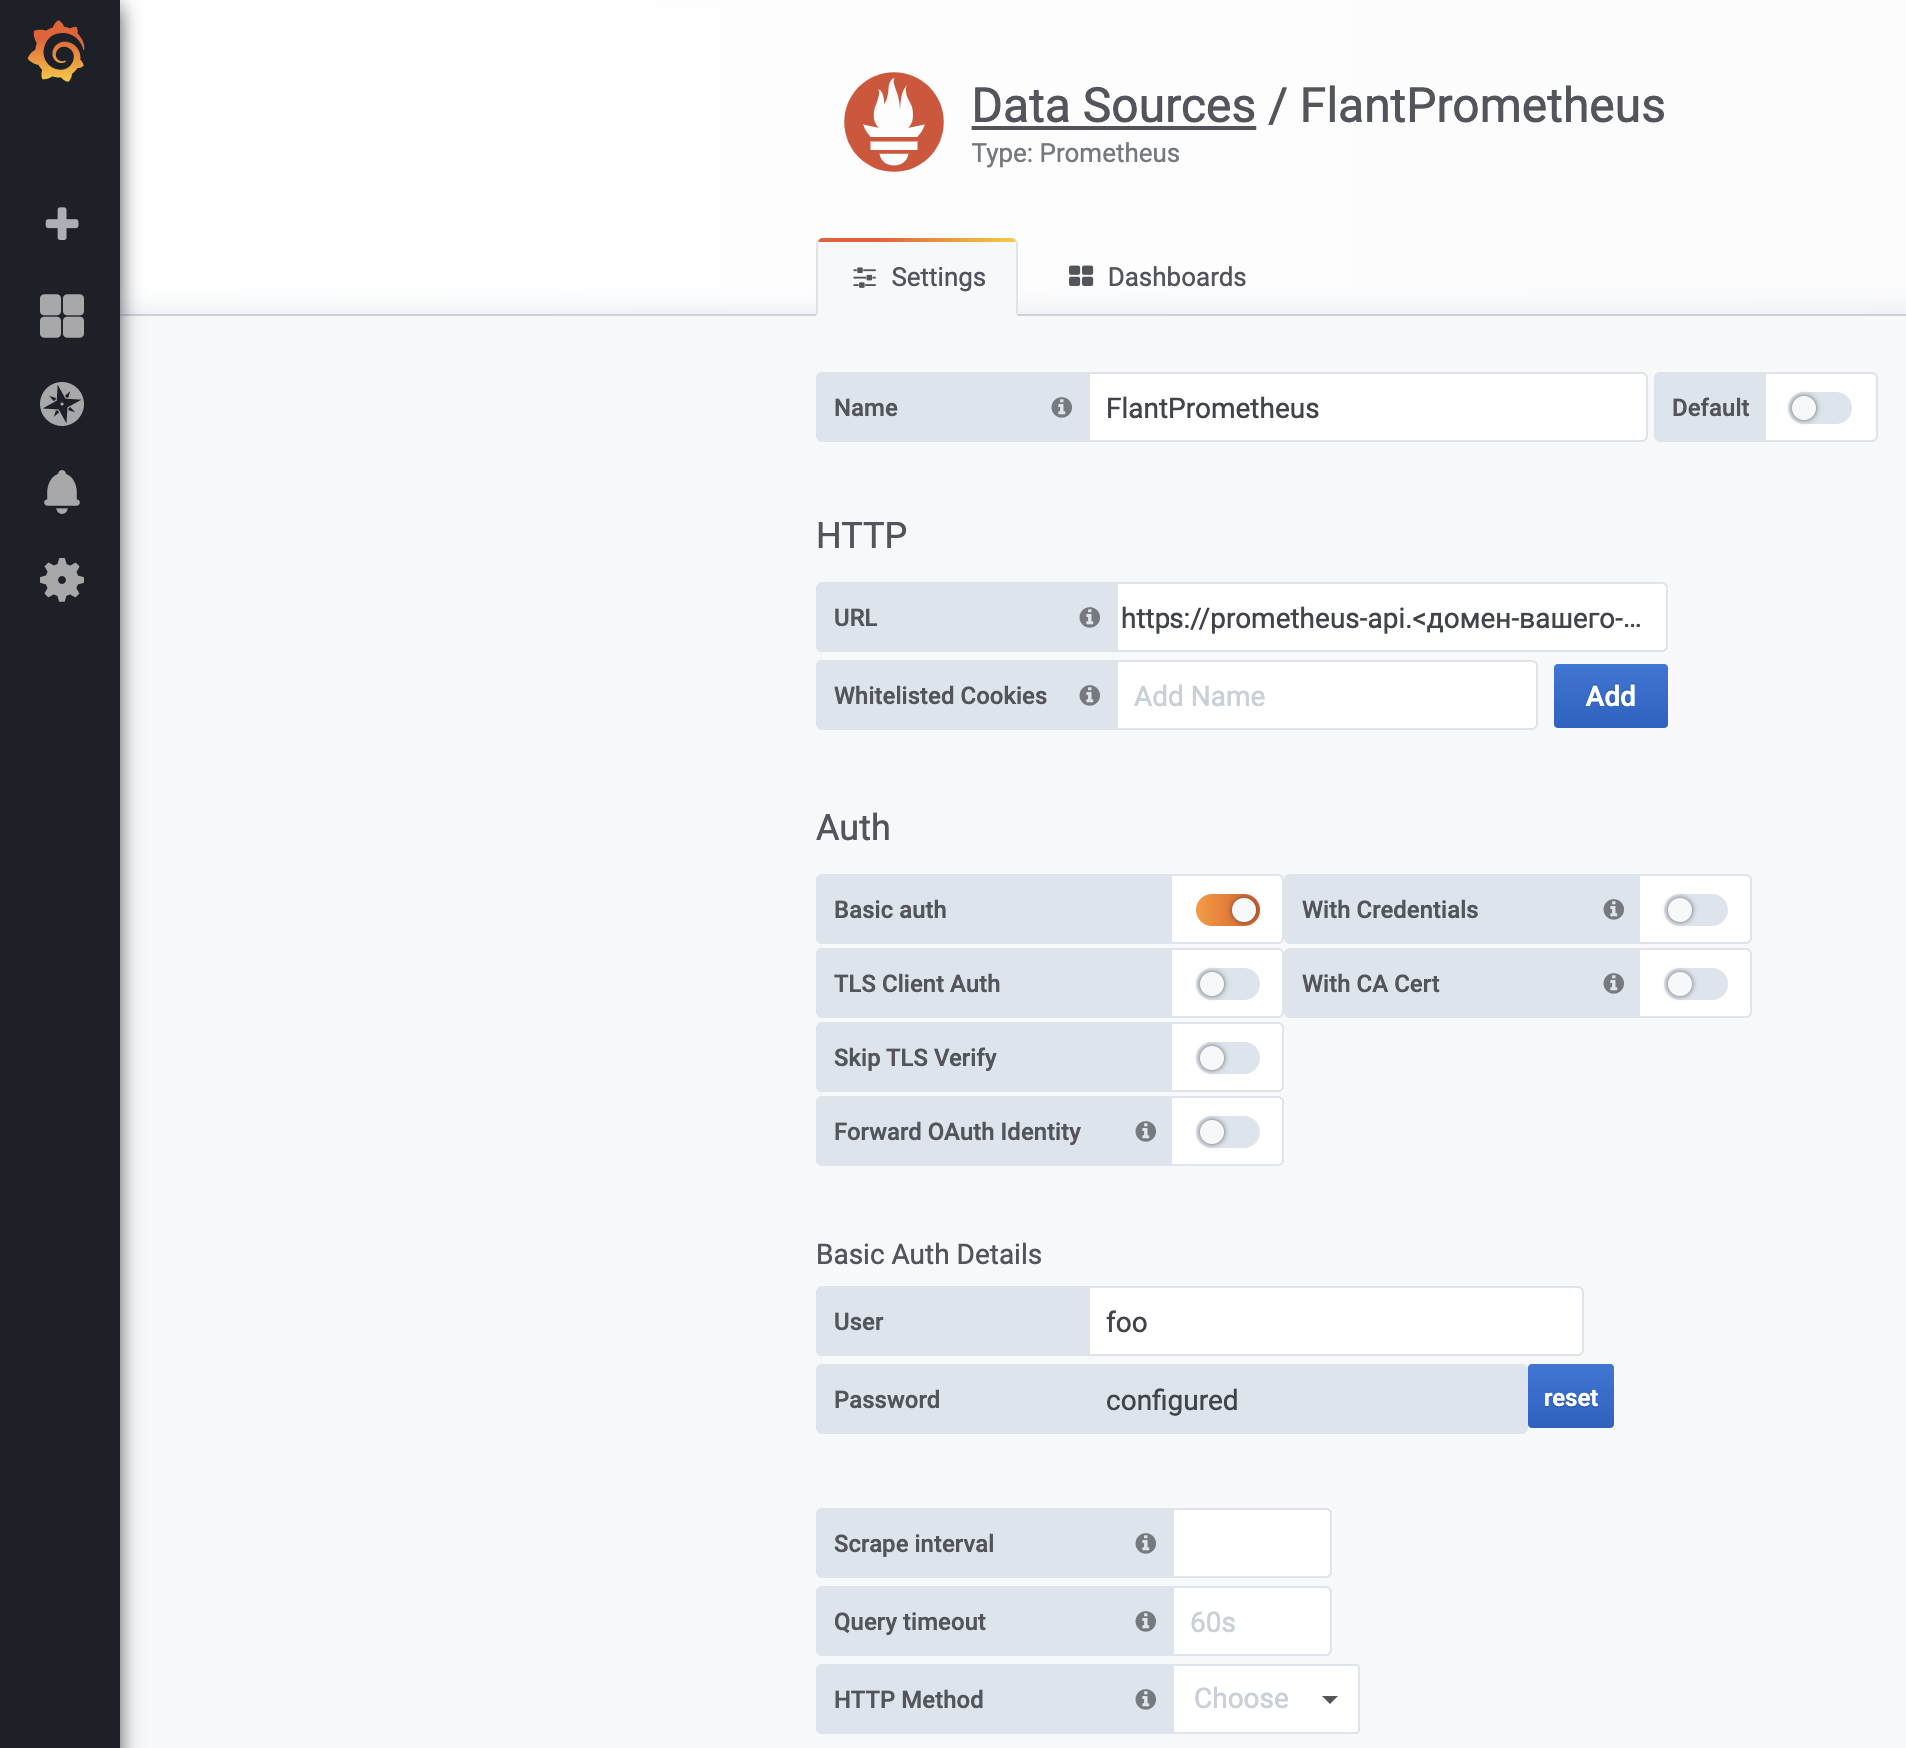 Data Sources / FlantPrometheus
Type: Prometheus
Settings
Dashboards
Name
FlantPrometheus
Default
HTTP
URL
https://prometheus-api.<домен-вашего-...
Whitelisted Cookies
Add Name
Add
Auth
Basic auth
With Credentials
TLS Client Auth
With CA Cert
Skip TLS Verify
Forward OAuth Identity
Basic Auth Details
User
foo
Password
configured
reset
Scrape interval
Query timeout
60s
HTTP Method
Choose